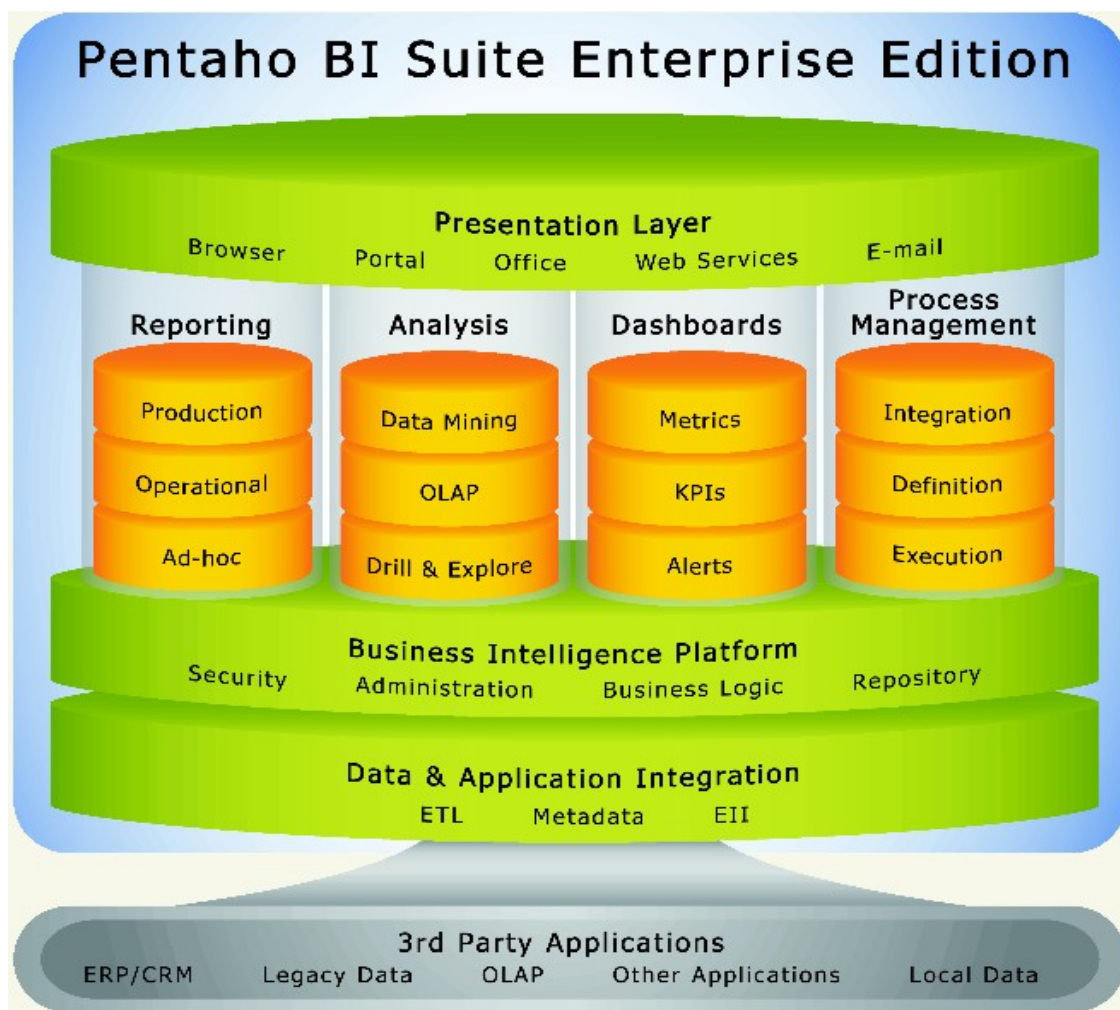 Pentaho BI Suite Enterprise Edition
Presentation Layer
Browser Portal Office Web Services E-mail
Reporting Analysis Dashboards Process Management
Production Data Mining Metrics Integration
Operational OLAP KPIs Definition
Ad-hoc Drill & Explore Alerts Execution
Business Intelligence Platform
Security Administration Business Logic Repository
Data & Application Integration
ETL Metadata EII
3rd Party Applications
ERP/CRM Legacy Data OLAP Other Applications Local Data